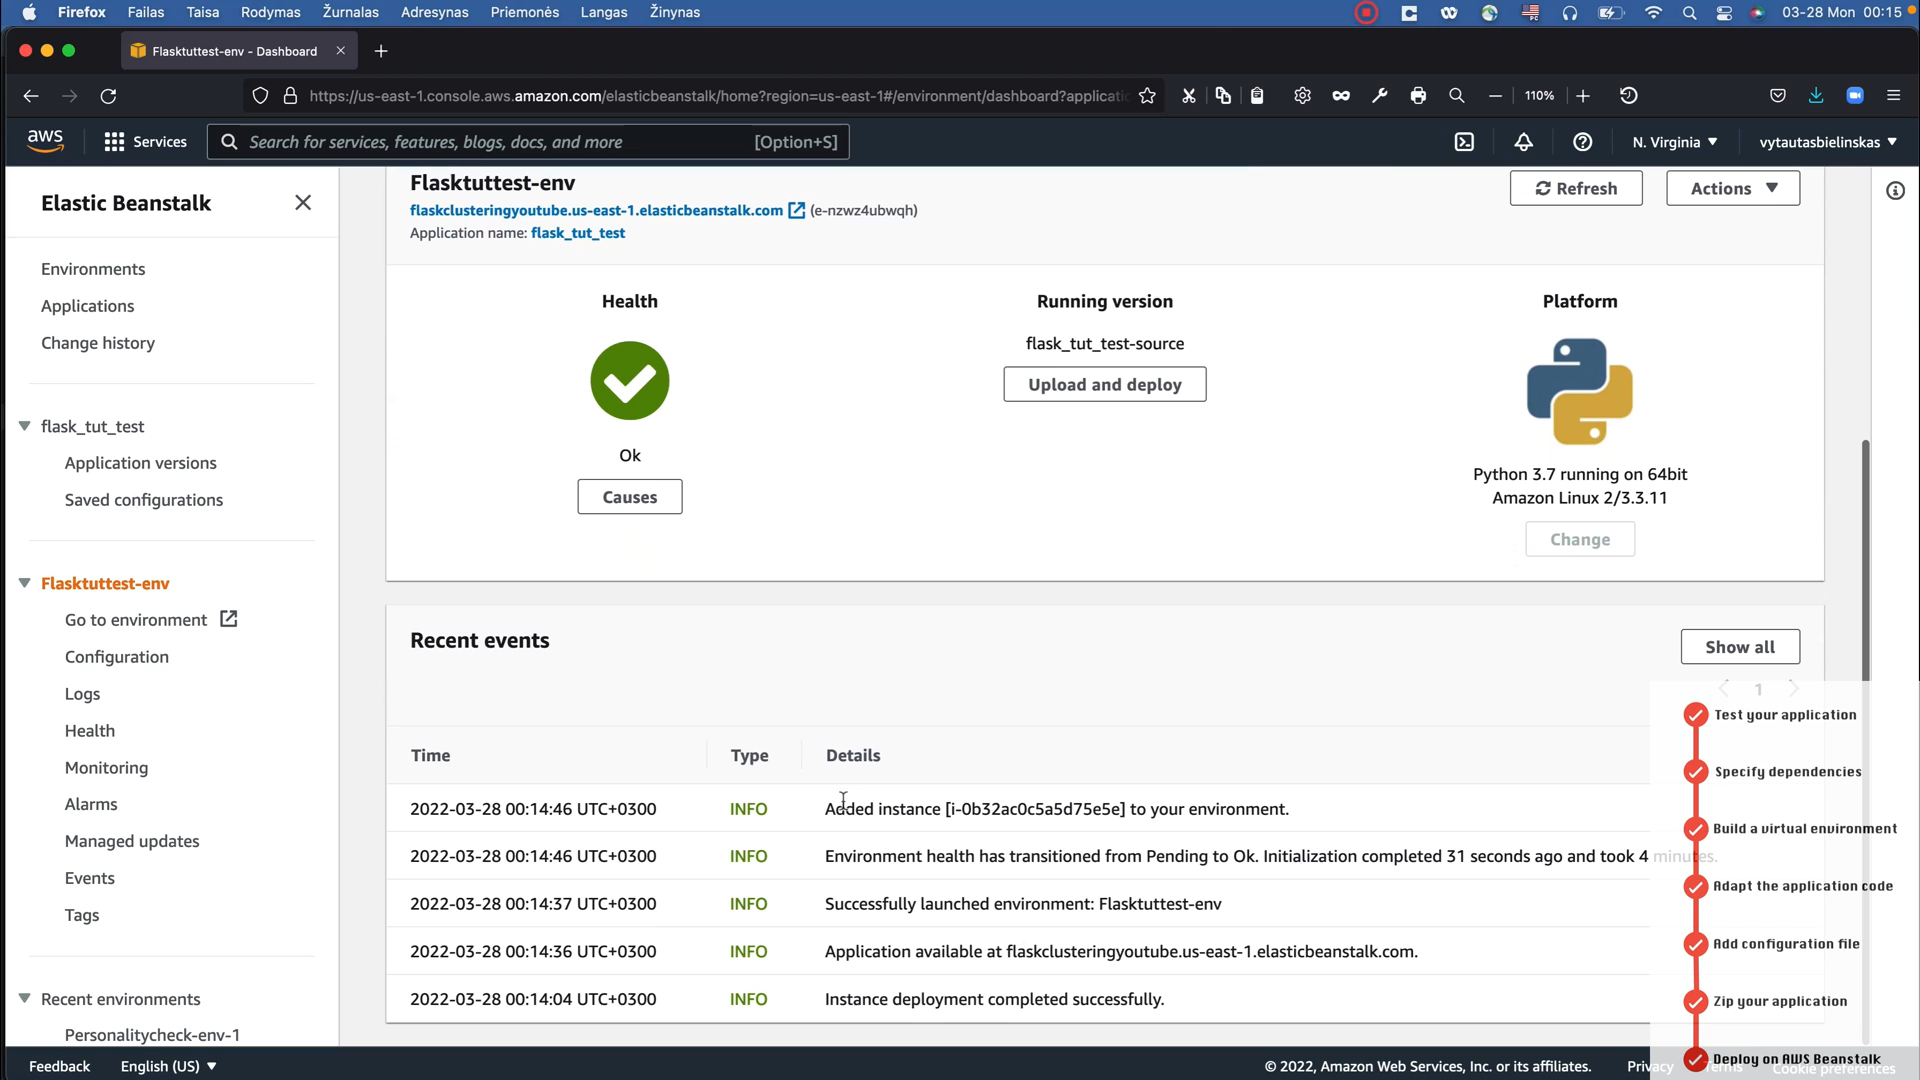 Firefox Failas Taisa Rodymas Žurnalas Adresynas Priemonės Langas Žinynas 03-28 Mon 00:15
Flasktuttest-env - Dashboard
https://us-east-1.console.aws.amazon.com/elasticbeanstalk/home?region=us-east-1#/environment/dashboard?applicatic 110%
aws Services Search for services, features, blogs, docs, and more [Option+S] N. Virginia ▼ vytautasbielinskas ▼
Elastic Beanstalk
Environments
Applications
Change history
flask_tut_test
Application versions
Saved configurations
Flasktuttest-env
Go to environment
Configuration
Logs
Health
Monitoring
Alarms
Managed updates
Events
Tags
Recent environments
Personalitycheck-env-1
Flasktuttest-env
Refresh
Actions ▼
flaskclusteringyoutube.us-east-1.elasticbeanstalk.com (e-nzwz4ubwqh)
Application name: flask_tut_test
Health
Ok
Causes
Running version
flask_tut_test-source
Upload and deploy
Platform
Python 3.7 running on 64bit
Amazon Linux 2/3.3.11
Change
Recent events
Show all
1
Time Type Details
2022-03-28 00:14:46 UTC+0300 INFO Added instance [i-0b32ac0c5a5d75e5e] to your environment.
2022-03-28 00:14:46 UTC+0300 INFO Environment health has transitioned from Pending to Ok. Initialization completed 31 seconds ago and took 4 minutes.
2022-03-28 00:14:37 UTC+0300 INFO Successfully launched environment: Flasktuttest-env
2022-03-28 00:14:36 UTC+0300 INFO Application available at flaskclusteringyoutube.us-east-1.elasticbeanstalk.com.
2022-03-28 00:14:04 UTC+0300 INFO Instance deployment completed successfully.
Test your application
Specify dependencies
Build a virtual environment
Adapt the application code
Add configuration file
Zip your application
Deploy on AWS Beanstalk
Feedback English (US) ▼ © 2022, Amazon Web Services, Inc. or its affiliates. Privacy Terms Cookie preferences